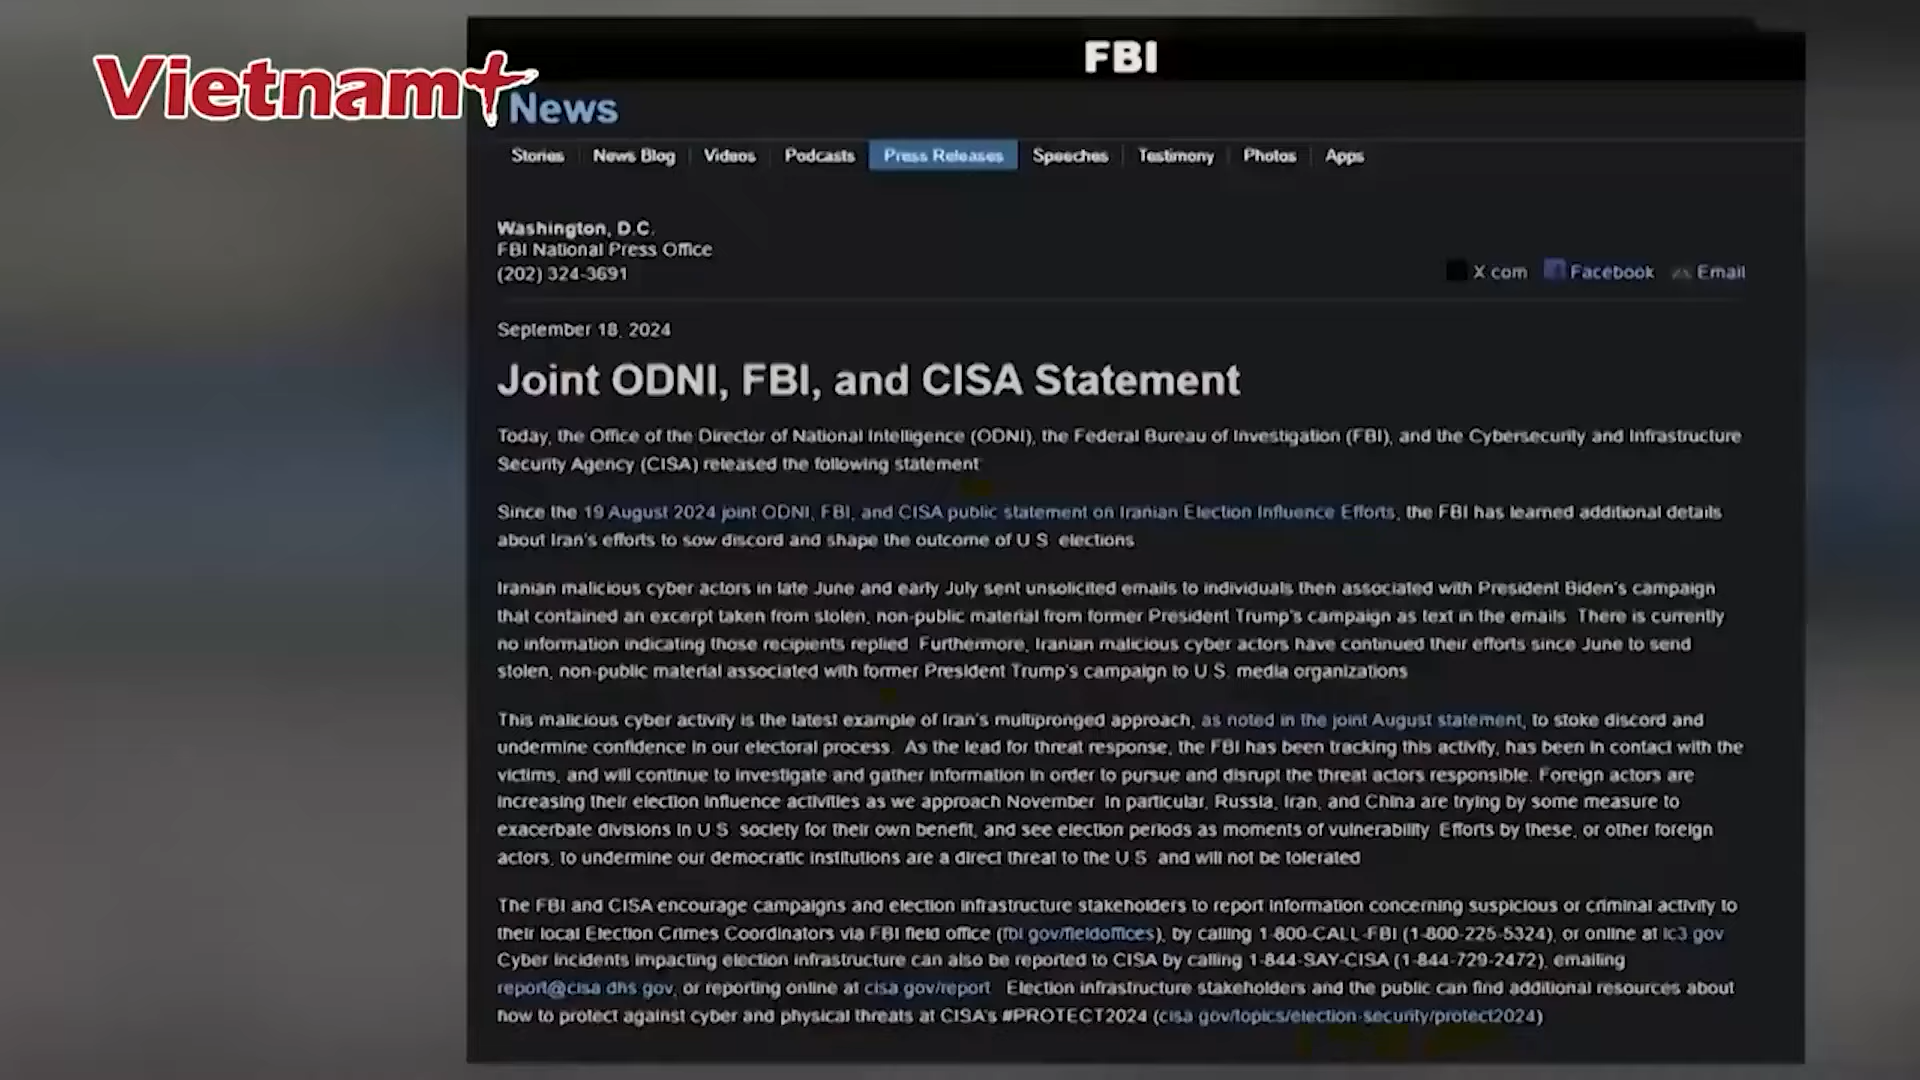 Vietnam+
FBI
News
Stories News Blog Videos Podcasts Press Releases Speeches Testimony Photos Apps
Washington, D.C.
FBI National Press Office
(202) 324-3691
X com Facebook Email
September 18, 2024
Joint ODNI, FBI, and CISA Statement
Today, the Office of the Director of National Intelligence (ODNI), the Federal Bureau of Investigation (FBI), and the Cybersecurity and Infrastructure
Security Agency (CISA) released the following statement
Since the 19 August 2024 joint ODNI, FBI, and CISA public statement on Iranian Election Influence Efforts, the FBI has learned additional details
about Iran's efforts to sow discord and shape the outcome of U S elections
Iranian malicious cyber actors in late June and early July sent unsolicited emails to individuals then associated with President Biden's campaign
that contained an excerpt taken from stolen, non-public material from former President Trump's campaign as text in the emails There is currently
no information indicating those recipients replied Furthermore, Iranian malicious cyber actors have continued their efforts since June to send
stolen, non-public material associated with former President Trump's campaign to U S. media organizations
This malicious cyber activity is the latest example of Iran's multipronged approach, as noted in the joint August statement, to stoke discord and
undermine confidence in our electoral process. As the lead for threat response, the FBI has been tracking this activity, has been in contact with the
victims, and will continue to investigate and gather information in order to pursue and disrupt the threat actors responsible. Foreign actors are
increasing their election influence activities as we approach November In particular, Russia, Iran, and China are trying by some measure to
exacerbate divisions in U S society for their own benefit, and see election periods as moments of vulnerability Efforts by these, or other foreign
actors, to undermine our democratic institutions are a direct threat to the U S and will not be tolerated
The FBI and CISA encourage campaigns and election infrastructure stakeholders to report information concerning suspicious or criminal activity to
their local Election Crimes Coordinators via FBI field office (fbi gov/fieldoffices), by calling 1-800-CALL-FBI (1-800-225-5324), or online at ic3 gov
Cyber incidents impacting election infrastructure can also be reported to CISA by calling 1-844-SAY-CISA (1-844-729-2472), emailing
report@cisa dhs gov, or reporting online at cisa gov/report Election infrastructure stakeholders and the public can find additional resources about
how to protect against cyber and physical threats at CISA's #PROTECT2024 (cisa gov/topics/election-security/protect2024)